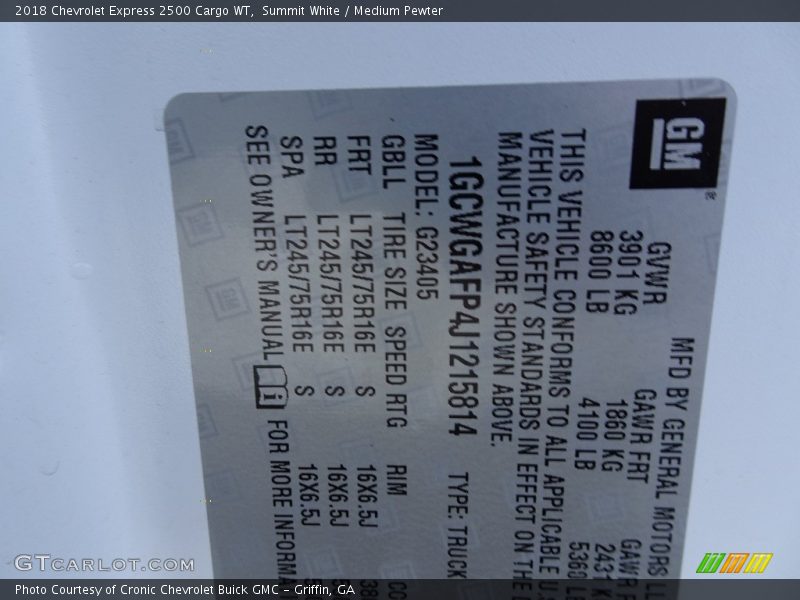 2018 Chevrolet Express 2500 Cargo WT, Summit White / Medium Pewter
GM
MFD BY GENERAL MOTORS
GVWR GAWR FRT GAWR
3901 KG 1860 KG 2431
8600 LB 4100 LB 5360
THIS VEHICLE CONFORMS TO ALL APPLICABLE
VEHICLE SAFETY STANDARDS IN EFFECT ON THE
MANUFACTURE SHOWN ABOVE.
1GCWGAFP4J1215814 TYPE: TRUCK
MODEL: G23405
GBLL TIRE SIZE SPEED RTG RIM
FRT LT245/75R16E S 16X6.5J
RR LT245/75R16E S 16X6.5J
SPA LT245/75R16E S 16X6.5J
SEE OWNER'S MANUAL FOR MORE
GTCARLOT.COM
Photo Courtesy of Cronic Chevrolet Buick GMC – Griffin, GA